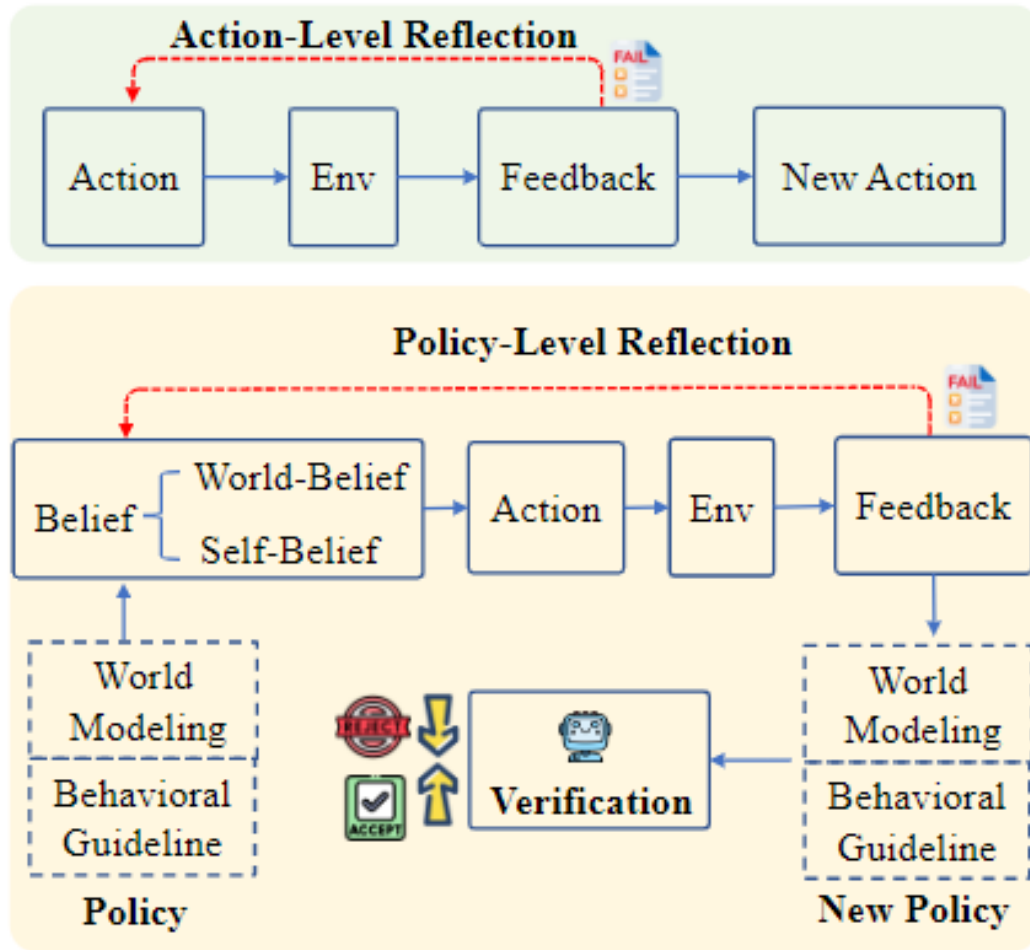 Action-Level Reflection
FAIL
Action
Env
Feedback
New Action
Policy-Level Reflection
FAIL
Belief
World-Belief
Self-Belief
Action
Env
Feedback
World
Modeling
Behavioral
Guideline
Policy
REJECT
ACCEPT
Verification
World
Modeling
Behavioral
Guideline
New Policy